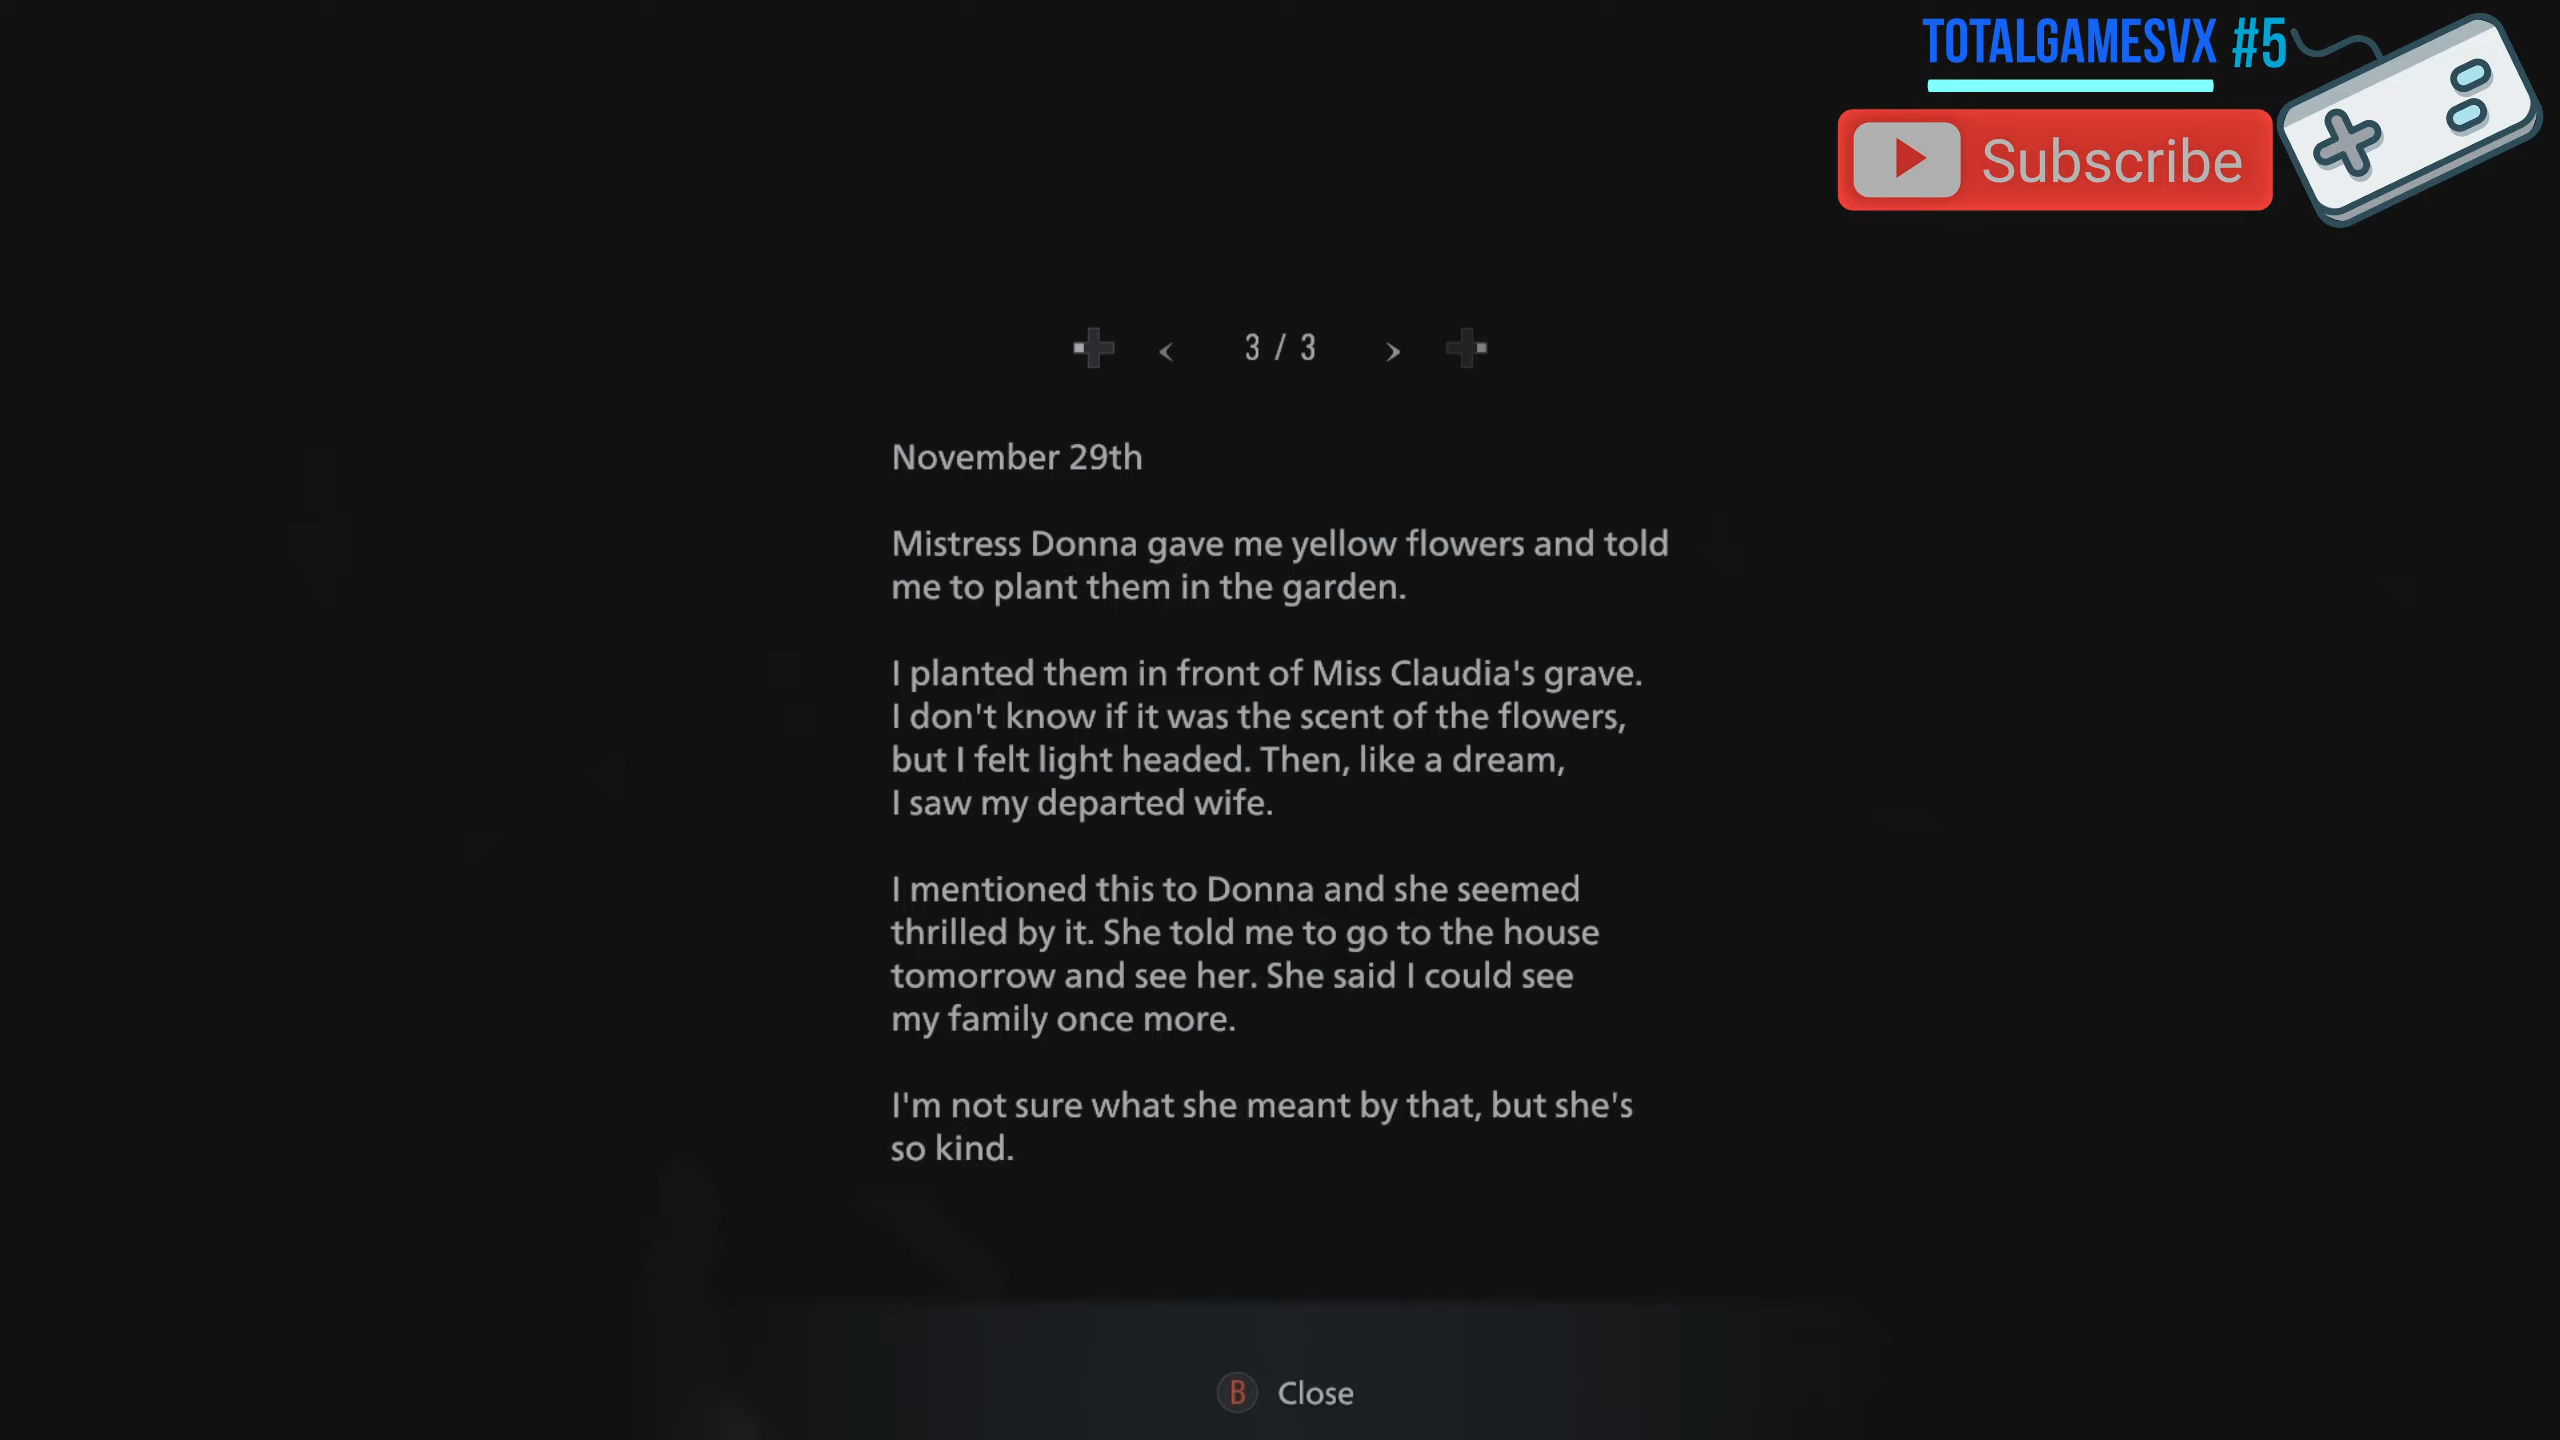 TOTALGAMESVX #5
Subscribe
3 / 3
November 29th
Mistress Donna gave me yellow flowers and told
me to plant them in the garden.
I planted them in front of Miss Claudia's grave.
I don't know if it was the scent of the flowers,
but I felt light headed. Then, like a dream,
I saw my departed wife.
I mentioned this to Donna and she seemed
thrilled by it. She told me to go to the house
tomorrow and see her. She said I could see
my family once more.
I'm not sure what she meant by that, but she's
so kind.
B Close